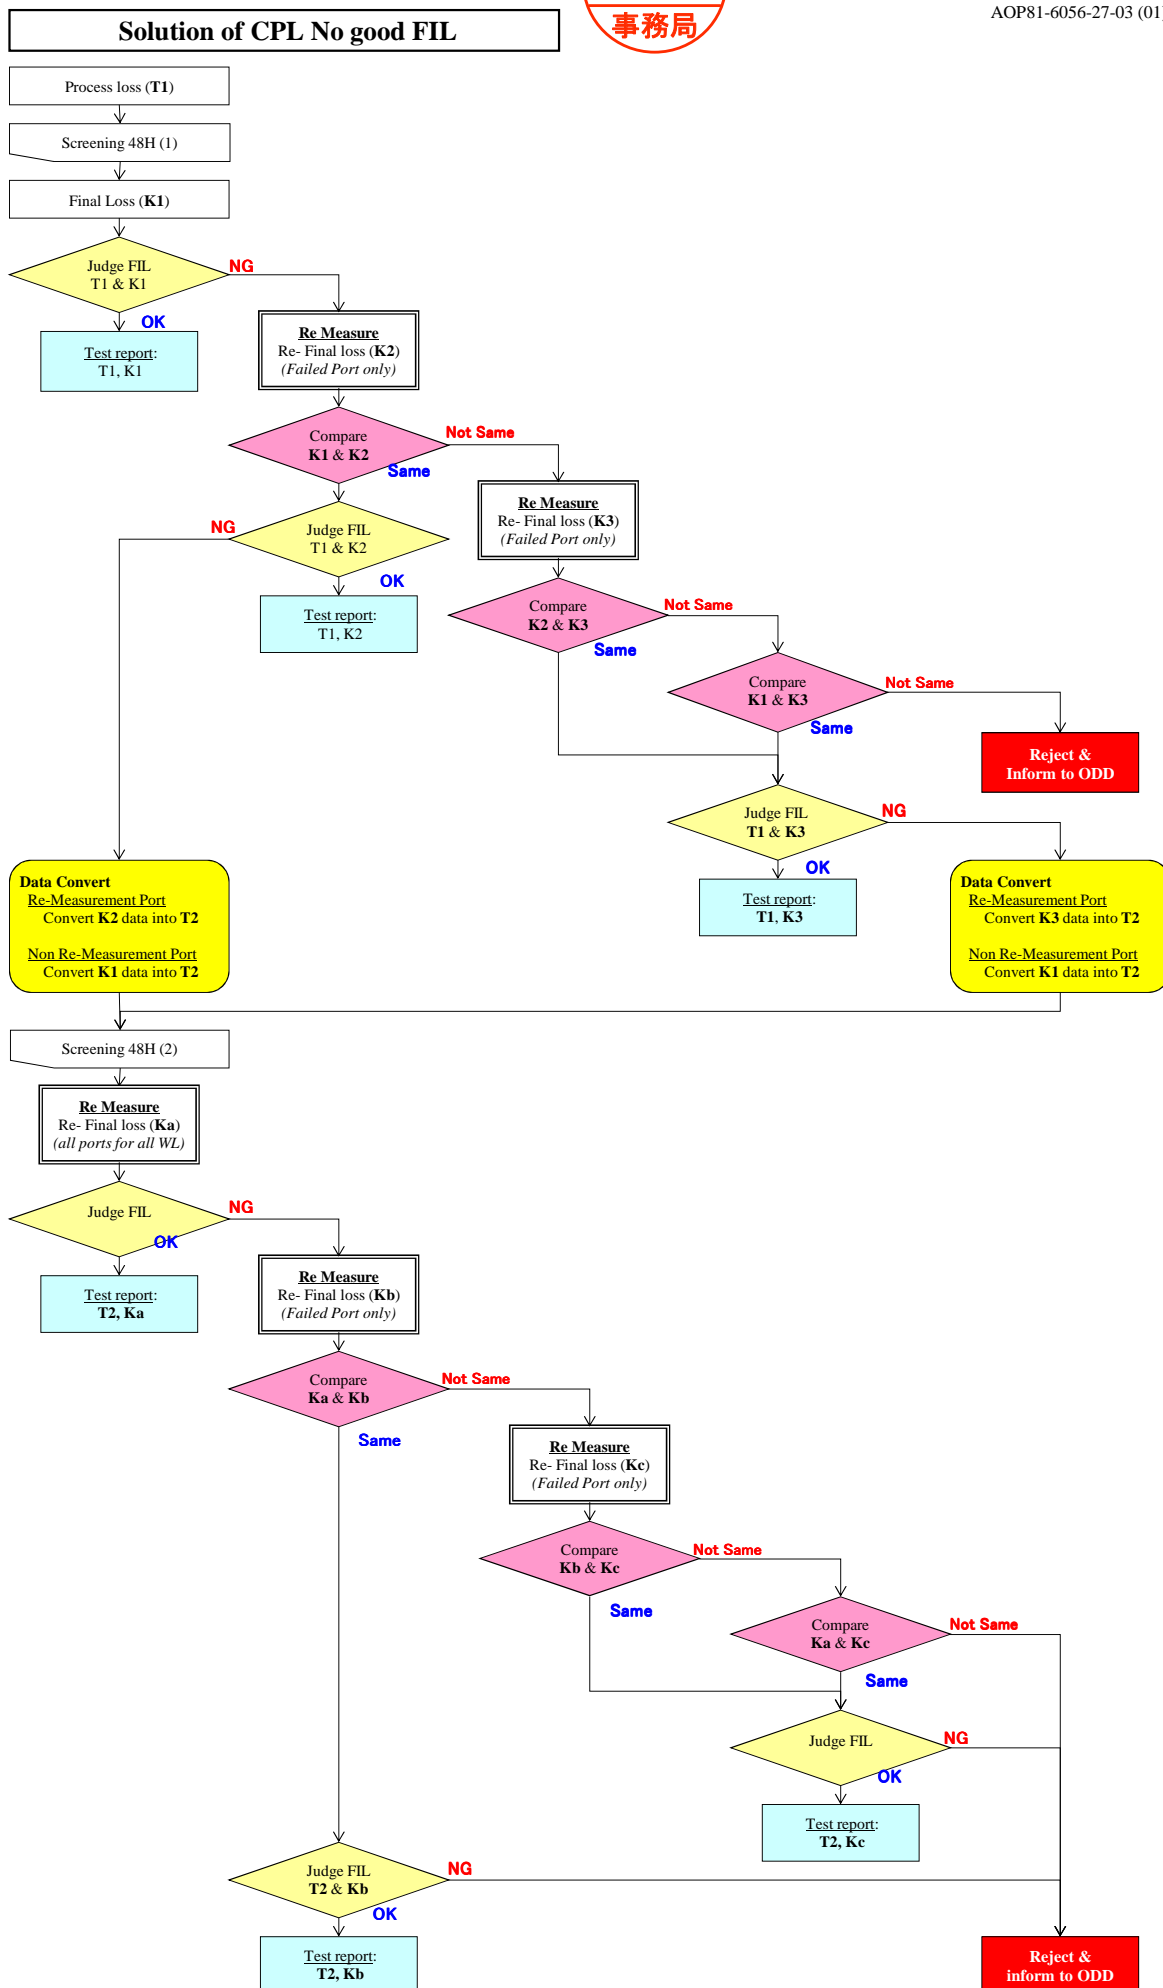 AOP81-6056-27-03 (01)
Solution of CPL No good FIL
事務局
Process loss (T1)
Screening 48H (1)
Final Loss (K1)
Judge FIL
T1 & K1
NG
OK
Test report:
T1, K1
Re Measure
Re- Final loss (K2)
(Failed Port only)
Compare
K1 & K2
Not Same
Same
Judge FIL
T1 & K2
NG
OK
Test report:
T1, K2
Re Measure
Re- Final loss (K3)
(Failed Port only)
Compare
K2 & K3
Not Same
Same
Compare
K1 & K3
Not Same
Same
Reject &
Inform to ODD
Judge FIL
T1 & K3
NG
OK
Test report:
T1, K3
Data Convert
Re-Measurement Port
Convert K2 data into T2
Non Re-Measurement Port
Convert K1 data into T2
Data Convert
Re-Measurement Port
Convert K3 data into T2
Non Re-Measurement Port
Convert K1 data into T2
Screening 48H (2)
Re Measure
Re- Final loss (Ka)
(all ports for all WL)
Judge FIL
NG
OK
Test report:
T2, Ka
Re Measure
Re- Final loss (Kb)
(Failed Port only)
Compare
Ka & Kb
Not Same
Same
Re Measure
Re- Final loss (Kc)
(Failed Port only)
Compare
Kb & Kc
Not Same
Same
Compare
Ka & Kc
Not Same
Same
Judge FIL
NG
OK
Test report:
T2, Kc
Judge FIL
T2 & Kb
NG
OK
Test report:
T2, Kb
Reject &
inform to ODD